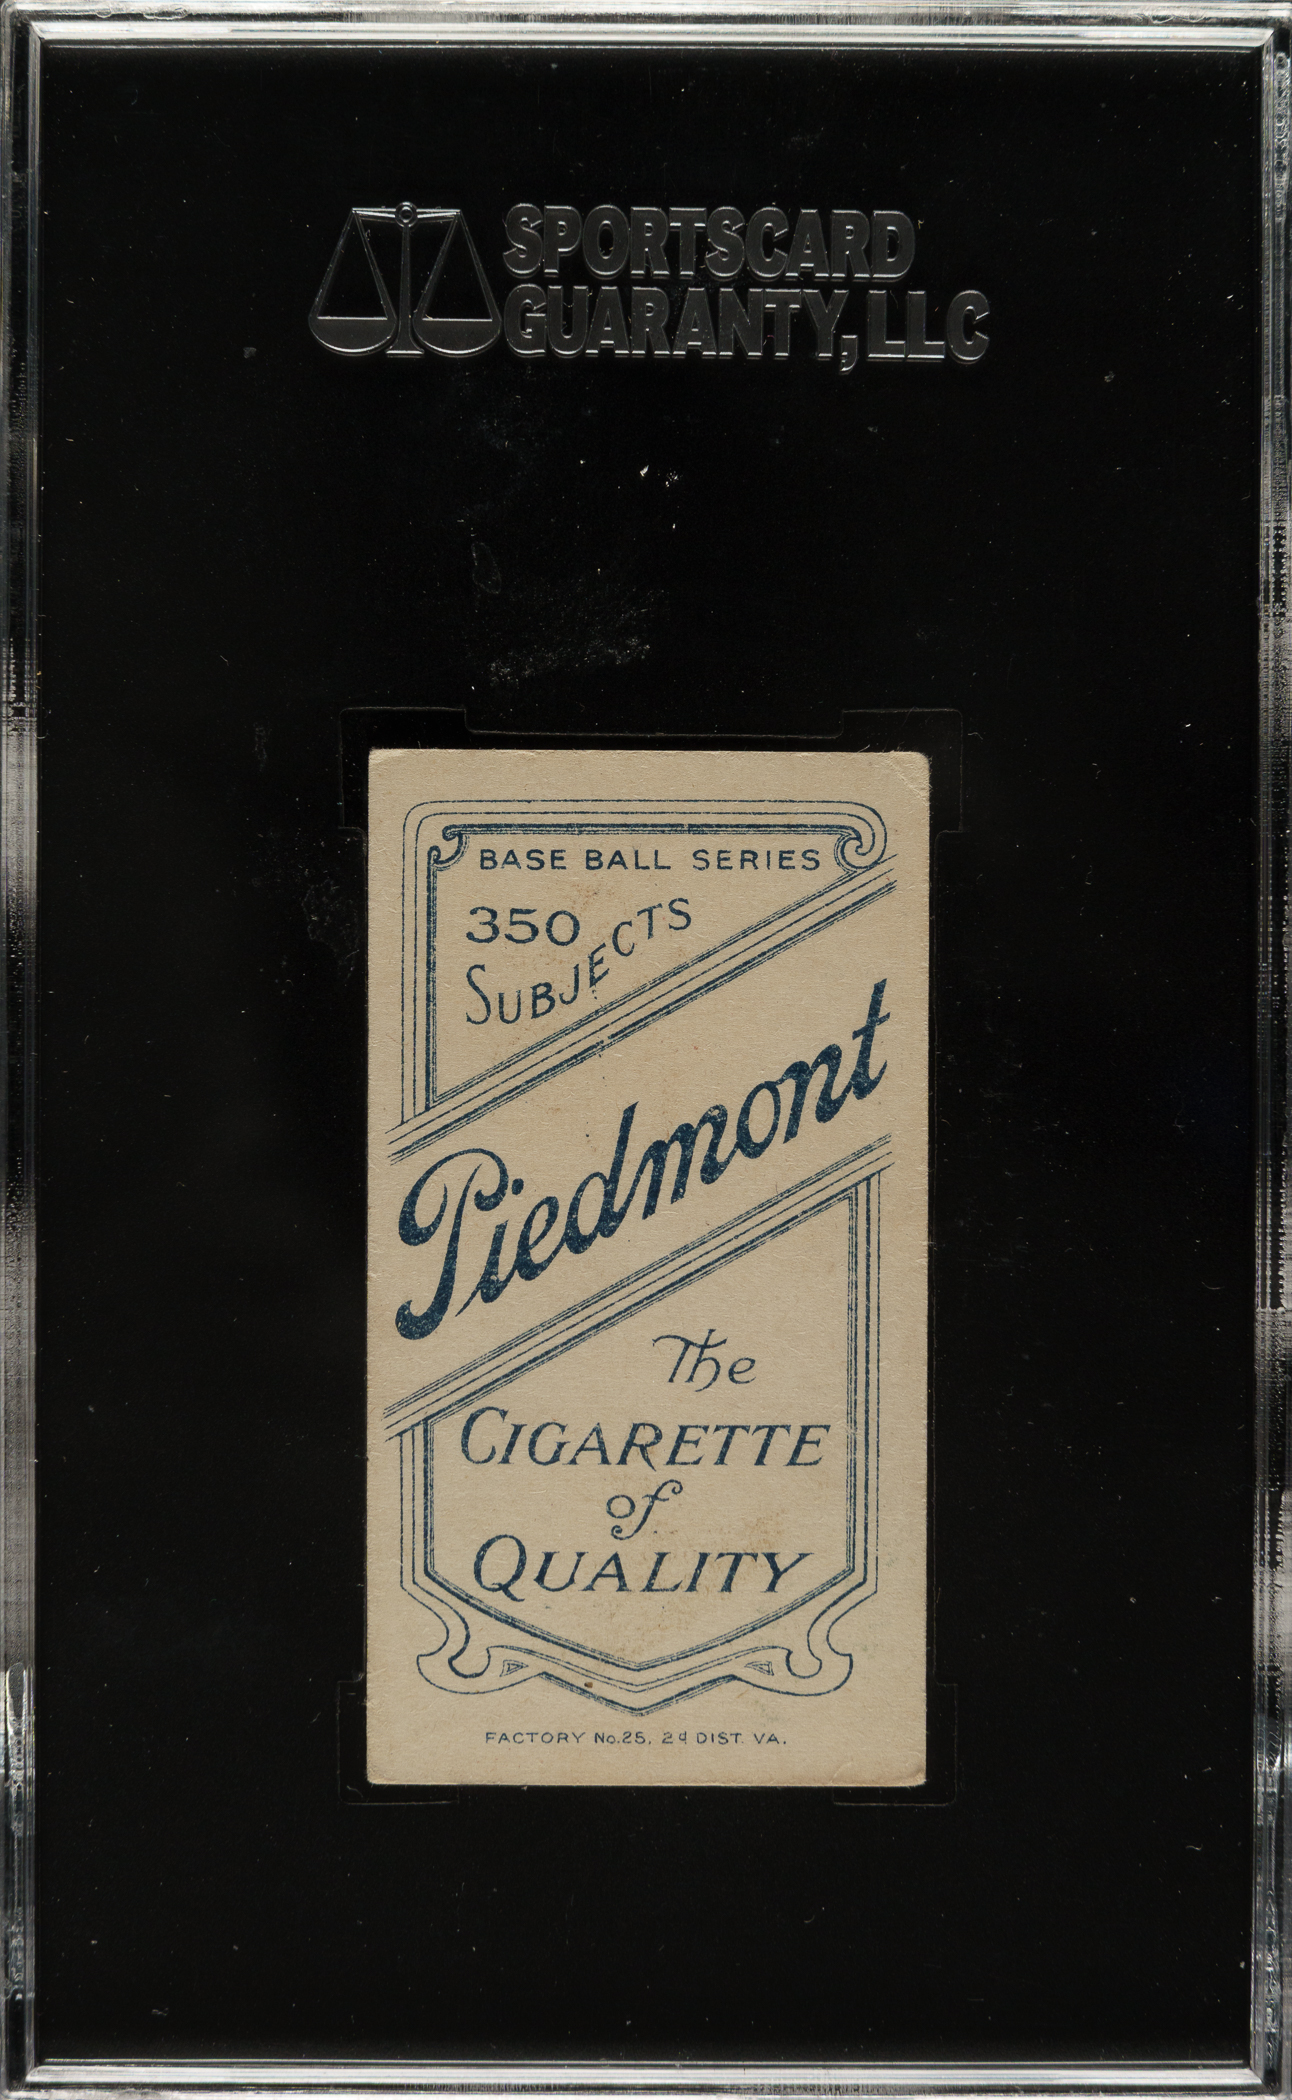 SPORTSCARD
GUARANTY, LLC
BASE BALL SERIES
350
SUBJECTS
Piedmont
The
CIGARETTE
of
QUALITY
FACTORY No.25, 2d DIST. VA.